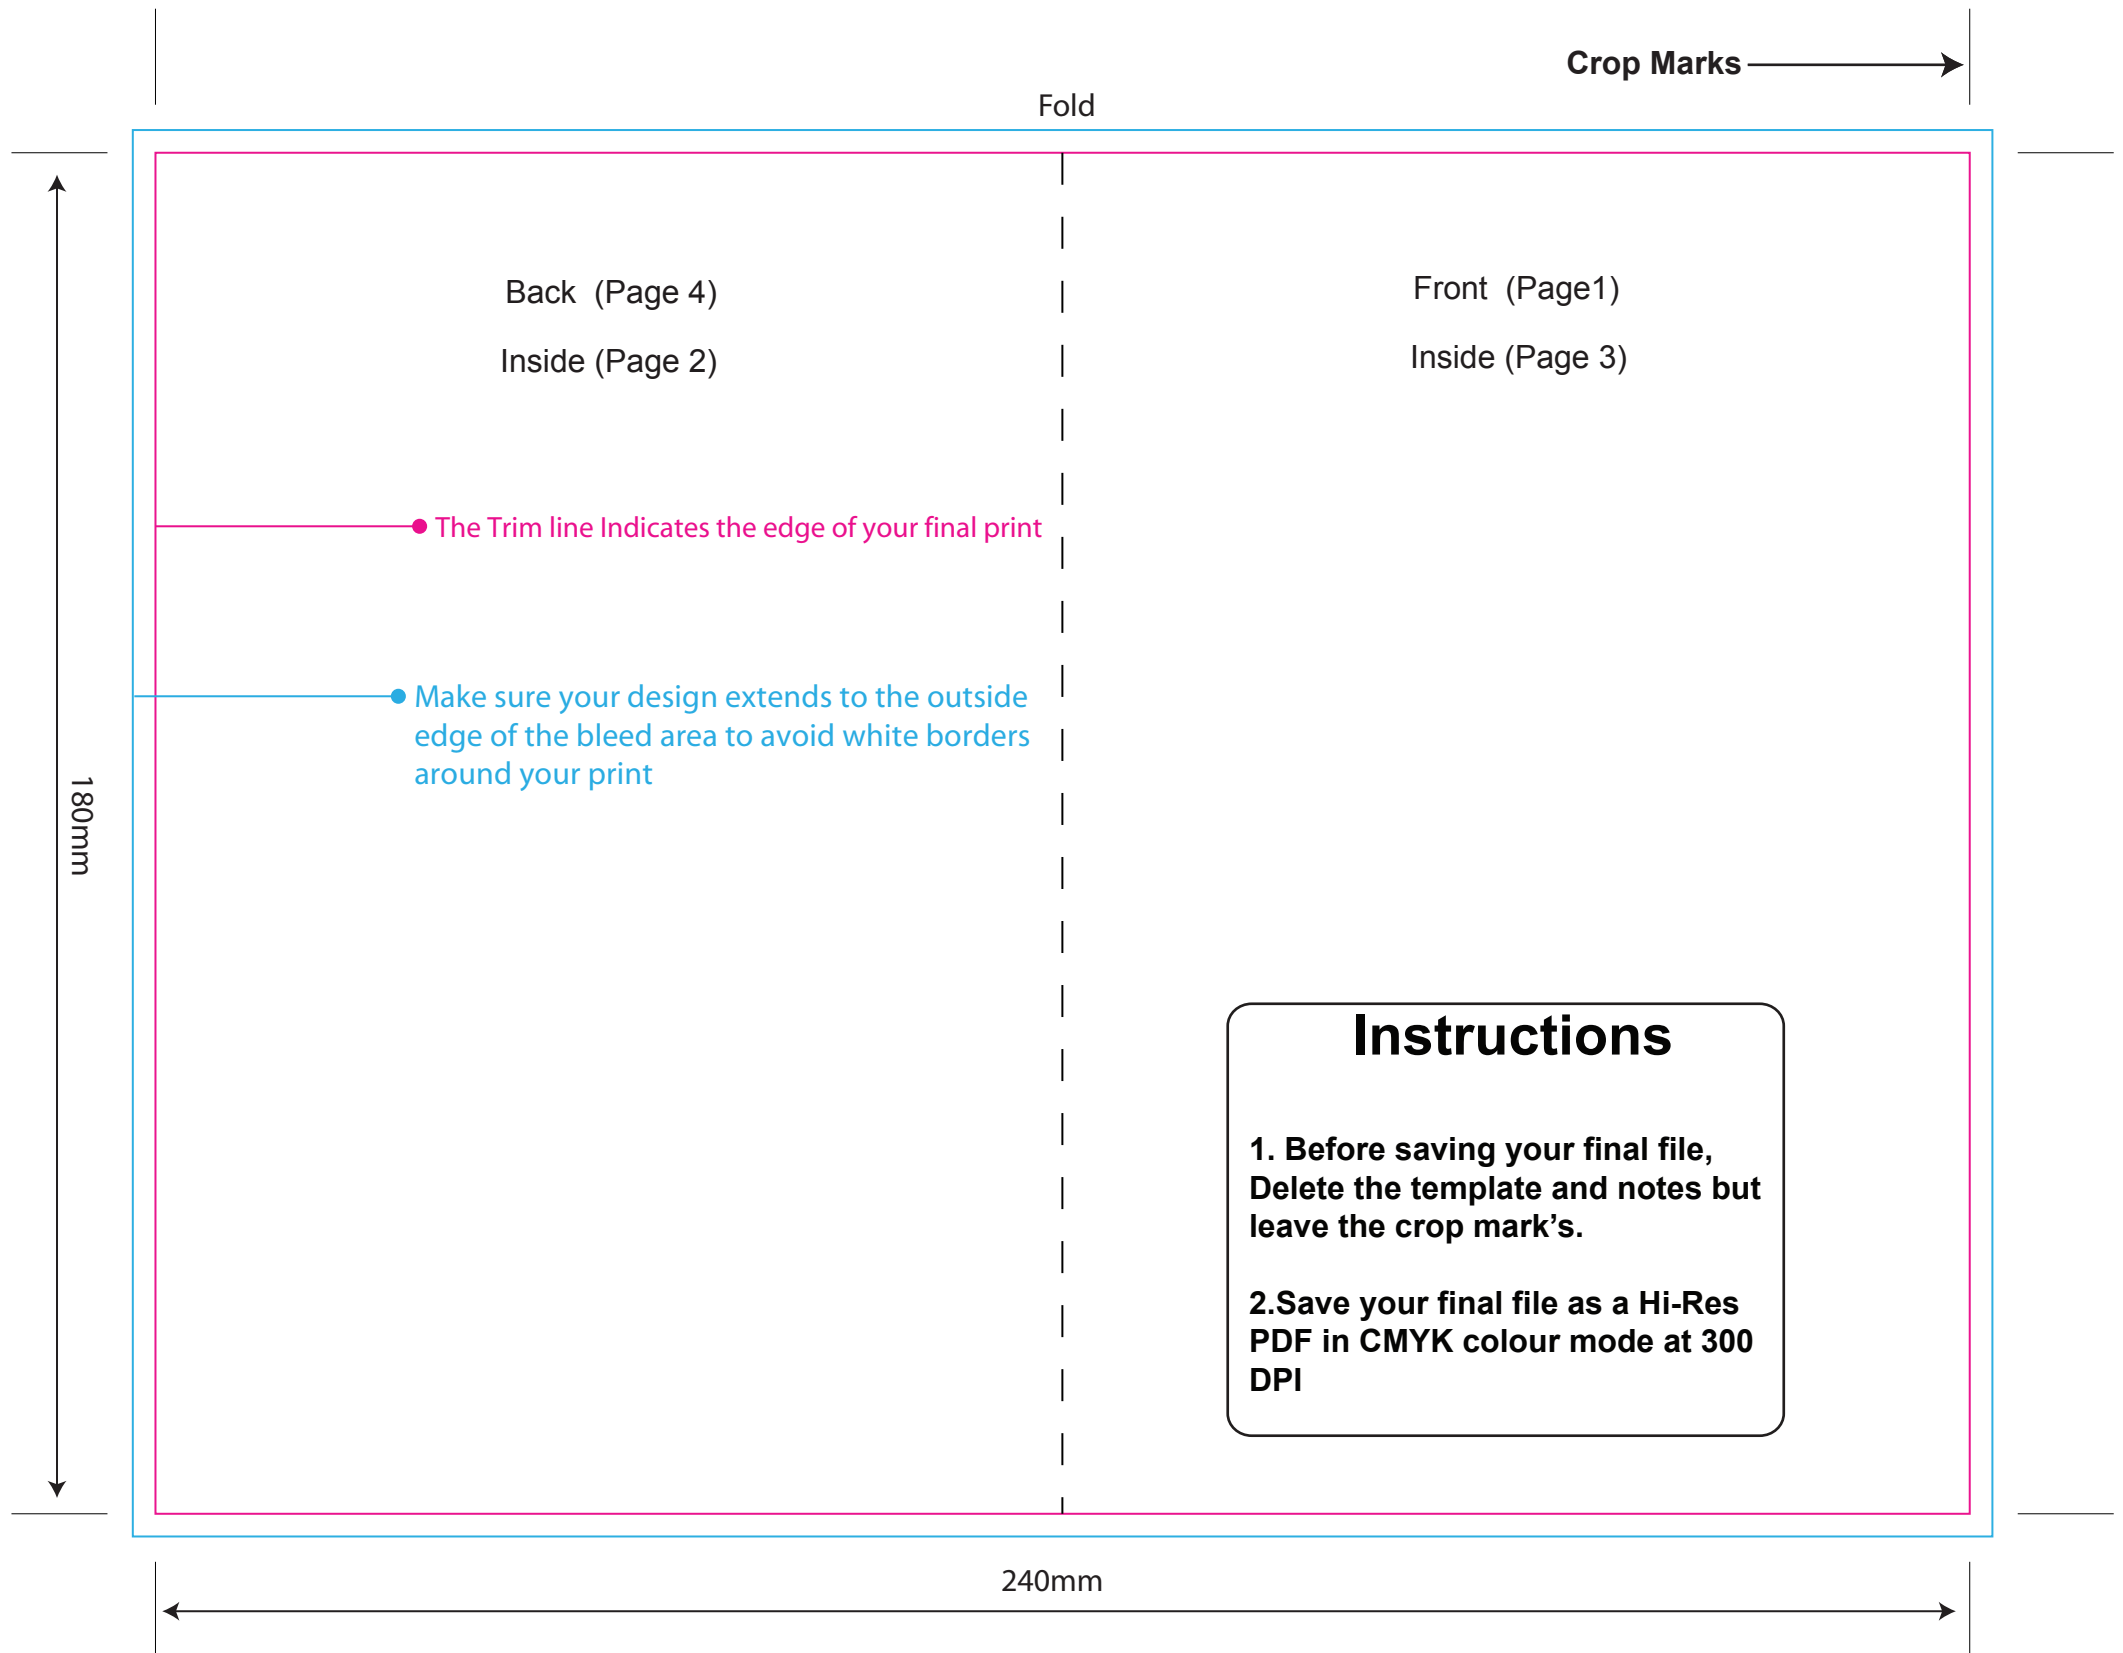 Crop Marks
Fold
Back  (Page 4)
Inside (Page 2)
Front  (Page1)
Inside (Page 3)
The Trim line Indicates the edge of your final print
Make sure your design extends to the outside
edge of the bleed area to avoid white borders
around your print
180mm
Instructions
1. Before saving your final file,
Delete the template and notes but
leave the crop mark’s.
2.Save your final file as a Hi-Res
PDF in CMYK colour mode at 300
DPI
240mm